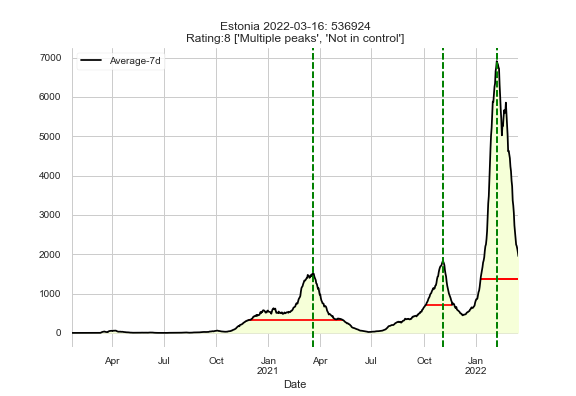 Estonia 2022-03-16: 536924
Rating:8 ['Multiple peaks', 'Not in control']
Average-7d
7000
6000
5000
4000
3000
2000
1000
0
Apr Jul Oct Jan Apr Jul Oct Jan
2021 2022
Date